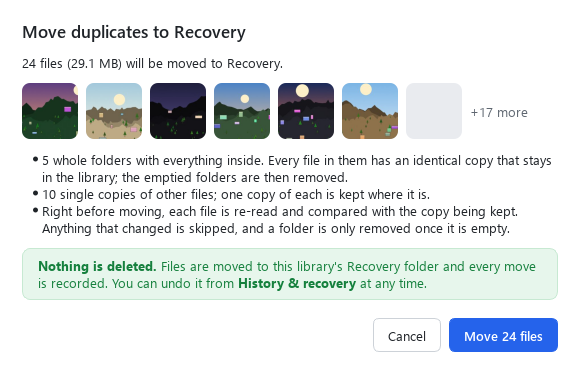 Move duplicates to Recovery
24 files (29.1 MB) will be moved to Recovery.
+17 more
• 5 whole folders with everything inside. Every file in them has an identical copy that stays
in the library; the emptied folders are then removed.
• 10 single copies of other files; one copy of each is kept where it is.
• Right before moving, each file is re-read and compared with the copy being kept.
Anything that changed is skipped, and a folder is only removed once it is empty.
Nothing is deleted. Files are moved to this library's Recovery folder and every move
is recorded. You can undo it from History & recovery at any time.
Cancel
Move 24 files